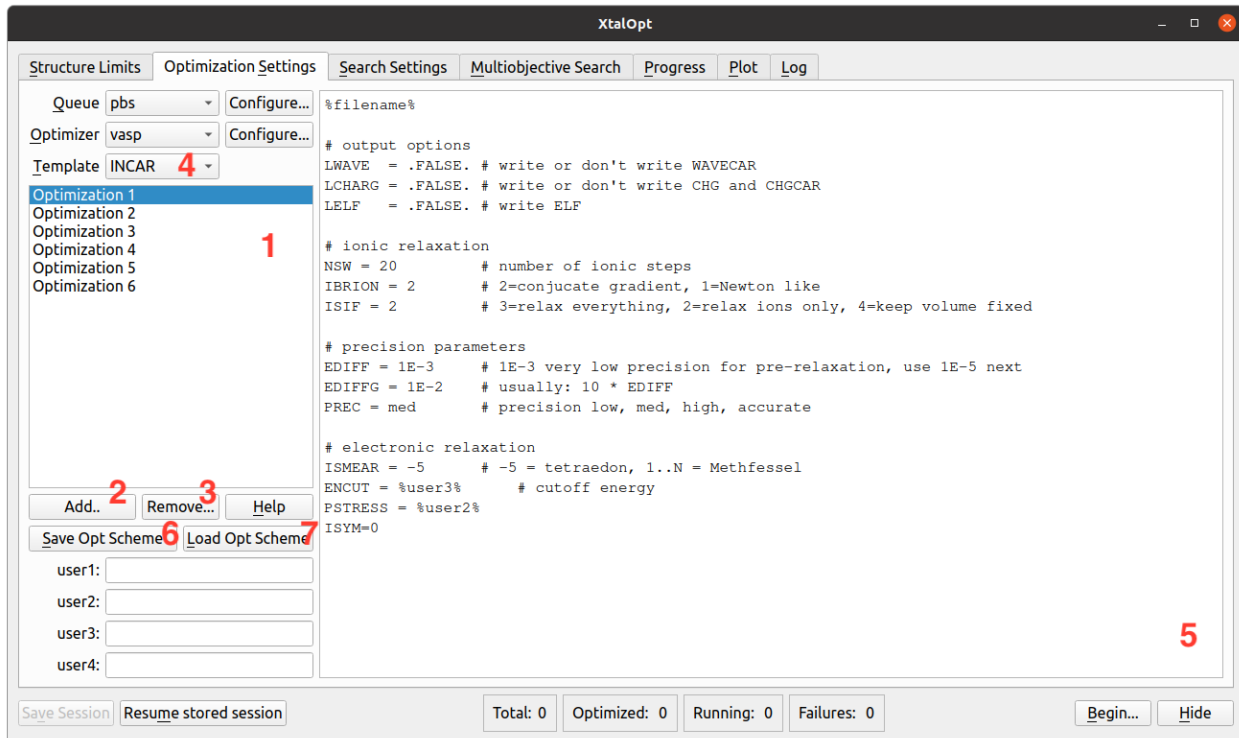 XtalOpt
Structure Limits Optimization Settings Search Settings Multiobjective Search Progress Plot Log
Queue pbs Configure...
Optimizer vasp Configure...
Template INCAR 4
Optimization 1
Optimization 2
Optimization 3
Optimization 4
Optimization 5
Optimization 6
1
Add.. 2 Remove... 3 Help
Save Opt Scheme 6 Load Opt Scheme 7
user1:
user2:
user3:
user4:
%filename%
# output options
LWAVE = .FALSE. # write or don't write WAVECAR
LCHARG = .FALSE. # write or don't write CHG and CHGCAR
LELF = .FALSE. # write ELF
# ionic relaxation
NSW = 20 # number of ionic steps
IBRION = 2 # 2=conjucate gradient, 1=Newton like
ISIF = 2 # 3=relax everything, 2=relax ions only, 4=keep volume fixed
# precision parameters
EDIFF = 1E-3 # 1E-3 very low precision for pre-relaxation, use 1E-5 next
EDIFFG = 1E-2 # usually: 10 * EDIFF
PREC = med # precision low, med, high, accurate
# electronic relaxation
ISMEAR = -5 # -5 = tetraedon, 1..N = Methfessel
ENCUT = %user3% # cutoff energy
PSTRESS = %user2%
ISYM=0
5
Save Session Resume stored session Total: 0 Optimized: 0 Running: 0 Failures: 0 Begin... Hide